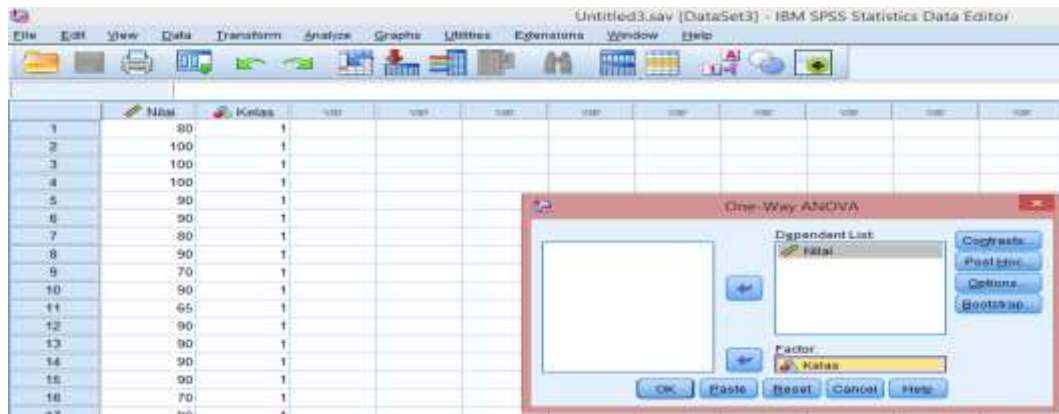 Untitled3.sav [DataSet3] - IBM SPSS Statistics Data Editor
File Edit View Data Transform Analyze Graphs Utilities Extensions Window Help
Nilai Kelas var var var var var var var var var
1 80 1
2 100 1
3 100 1
4 100 1
5 90 1
6 90 1
7 80 1
8 90 1
9 70 1
10 90 1
11 65 1
12 90 1
13 90 1
14 90 1
15 90 1
16 70 1
One-Way ANOVA
Dependent List:
Nilai
Factor:
Kelas
Contrasts...
Post Hoc...
Options...
Bootstrap...
OK Paste Reset Cancel Help